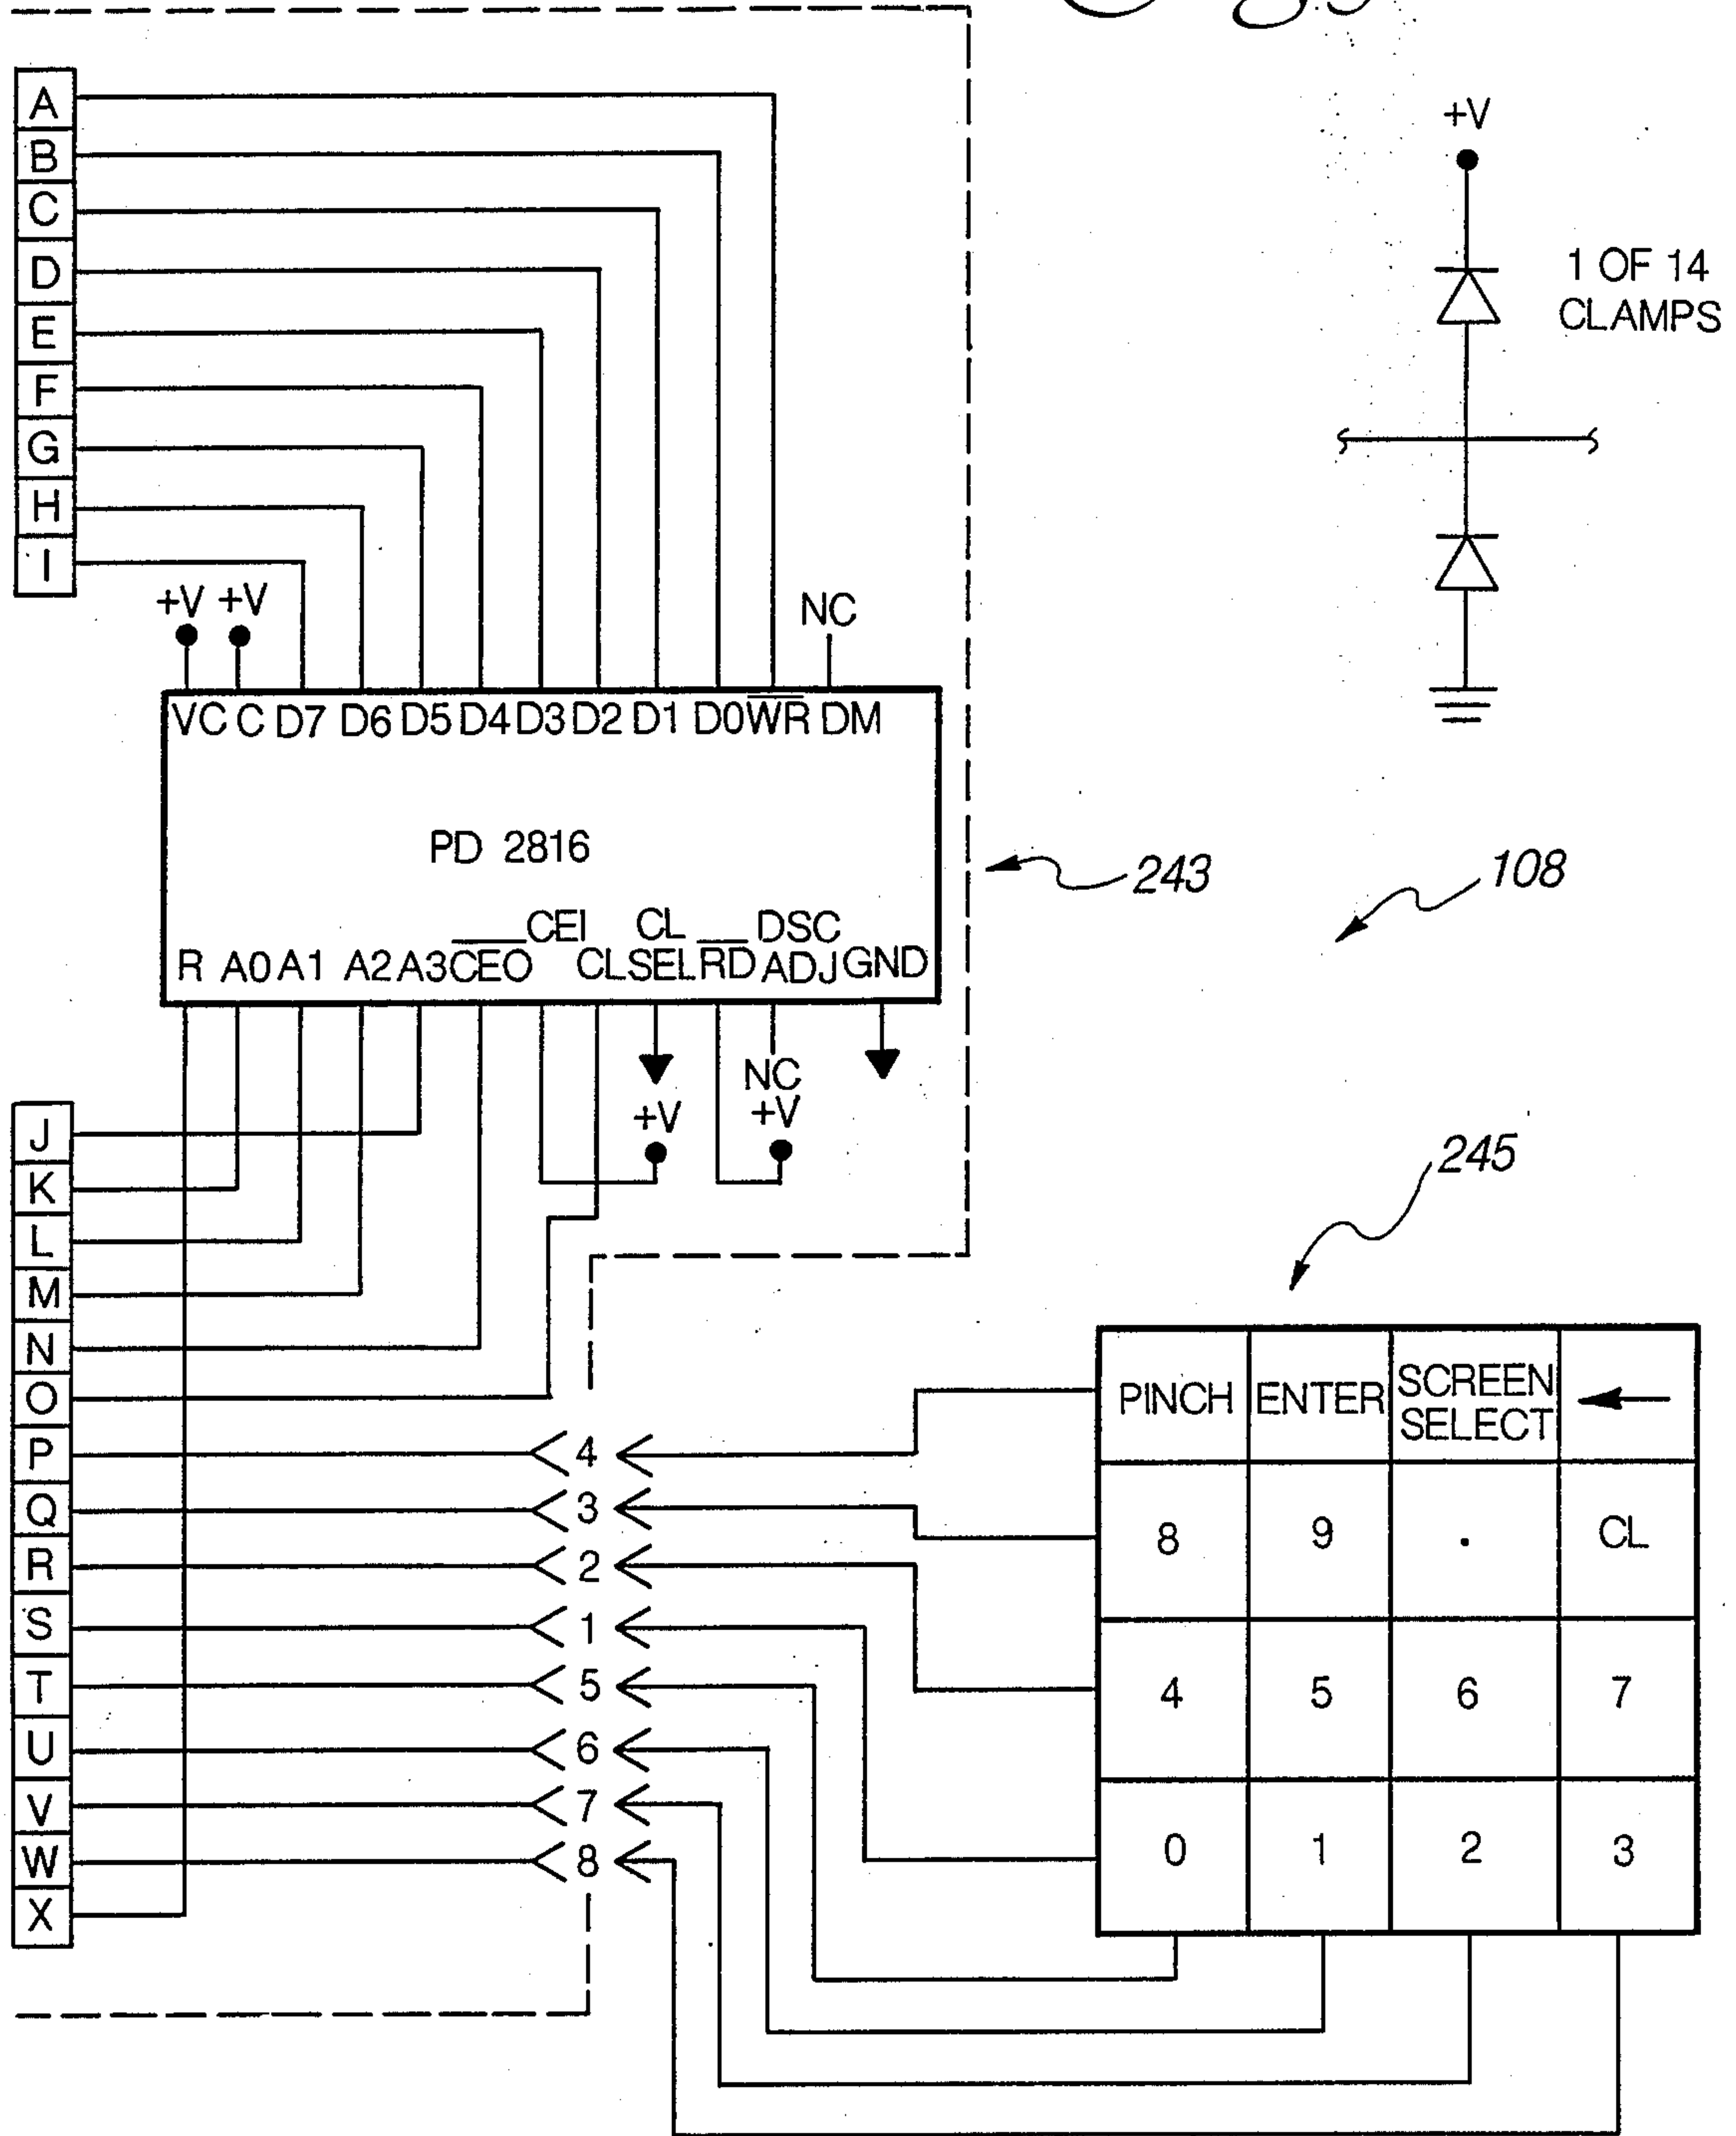 A
B
C
D
E
F
G
H
I
+V +V
NC
VC C D7 D6 D5 D4 D3 D2 D1 D0 WR DM
PD 2816
CEI CL DSC
R A0 A1 A2 A3 CEO CL SEL RD ADJ GND
NC
+V +V
+V
1 OF 14
CLAMPS
243
108
245
J
K
L
M
N
O
P 4
Q 3
R 2
S 1
T 5
U 6
V 7
W 8
X
PINCH ENTER SCREEN SELECT ←
8 9 . CL
4 5 6 7
0 1 2 3